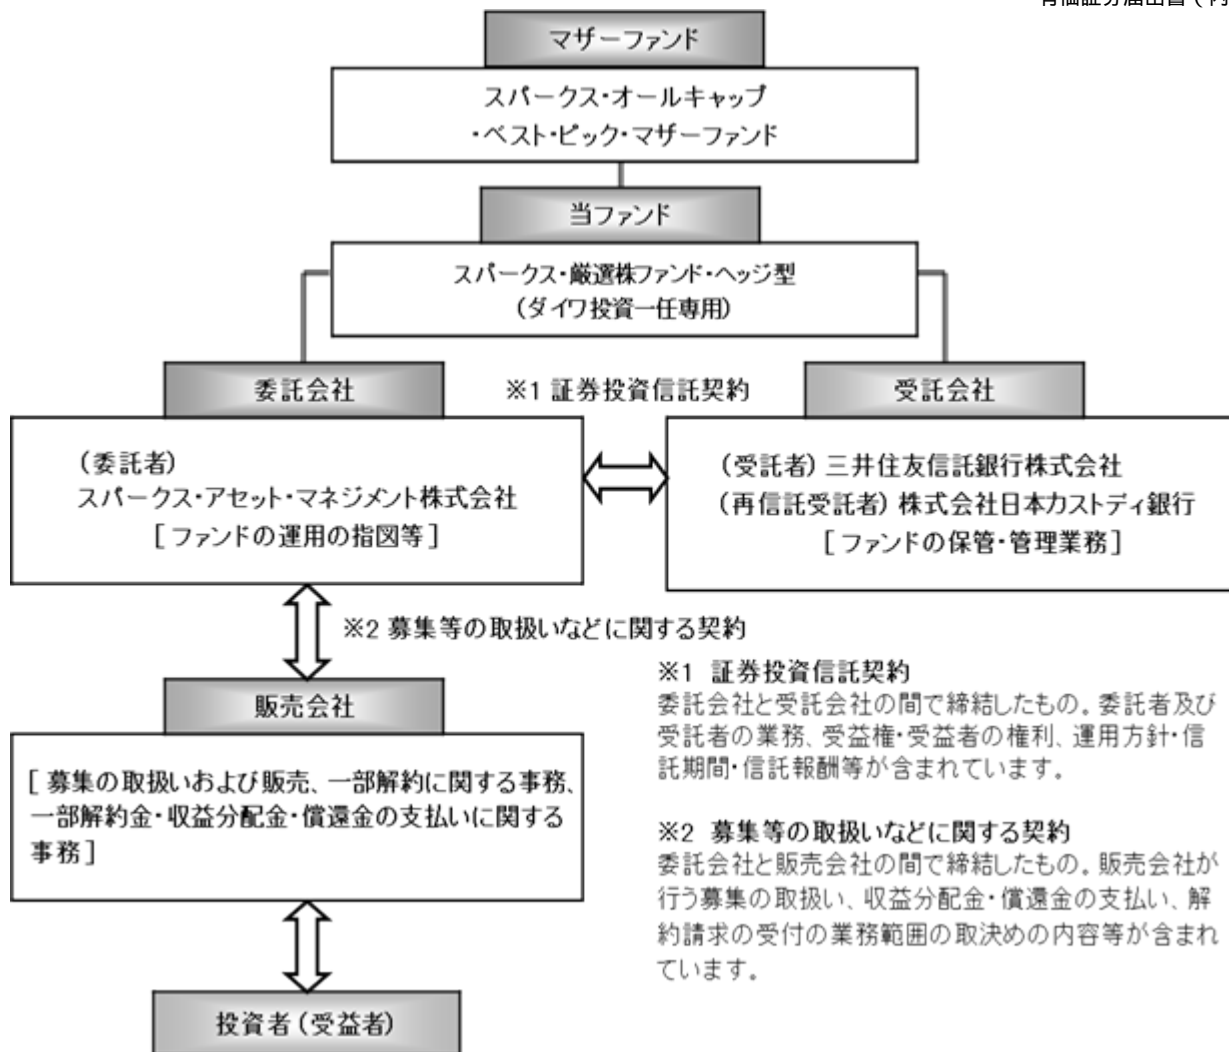 マザーファンド
スパークス・オールキャップ
・ベスト・ピック・マザーファンド
当ファンド
スパークス・厳選株ファンド・ヘッジ型
(ダイワ投資一任専用)
委託会社
※1 証券投資信託契約
受託会社
(委託者)
スパークス・アセット・マネジメント株式会社
[ファンドの運用の指図等]
(受託者) 三井住友信託銀行株式会社
(再信託受託者) 株式会社日本カストディ銀行
[ファンドの保管・管理業務]
※2 募集等の取扱いなどに関する契約
販売会社
[募集の取扱いおよび販売、一部解約に関する事務、
一部解約金・収益分配金・償還金の支払いに関する
事務]
投資者(受益者)
※1 証券投資信託契約
委託会社と受託会社の間で締結したもの。委託者及び
受託者の業務、受益権・受益者の権利、運用方針・信
託期間・信託報酬等が含まれています。
※2 募集等の取扱いなどに関する契約
委託会社と販売会社の間で締結したもの。販売会社が
行う募集の取扱い、収益分配金・償還金の支払い、解
約請求の受付の業務範囲の取決めの内容等が含まれ
ています。